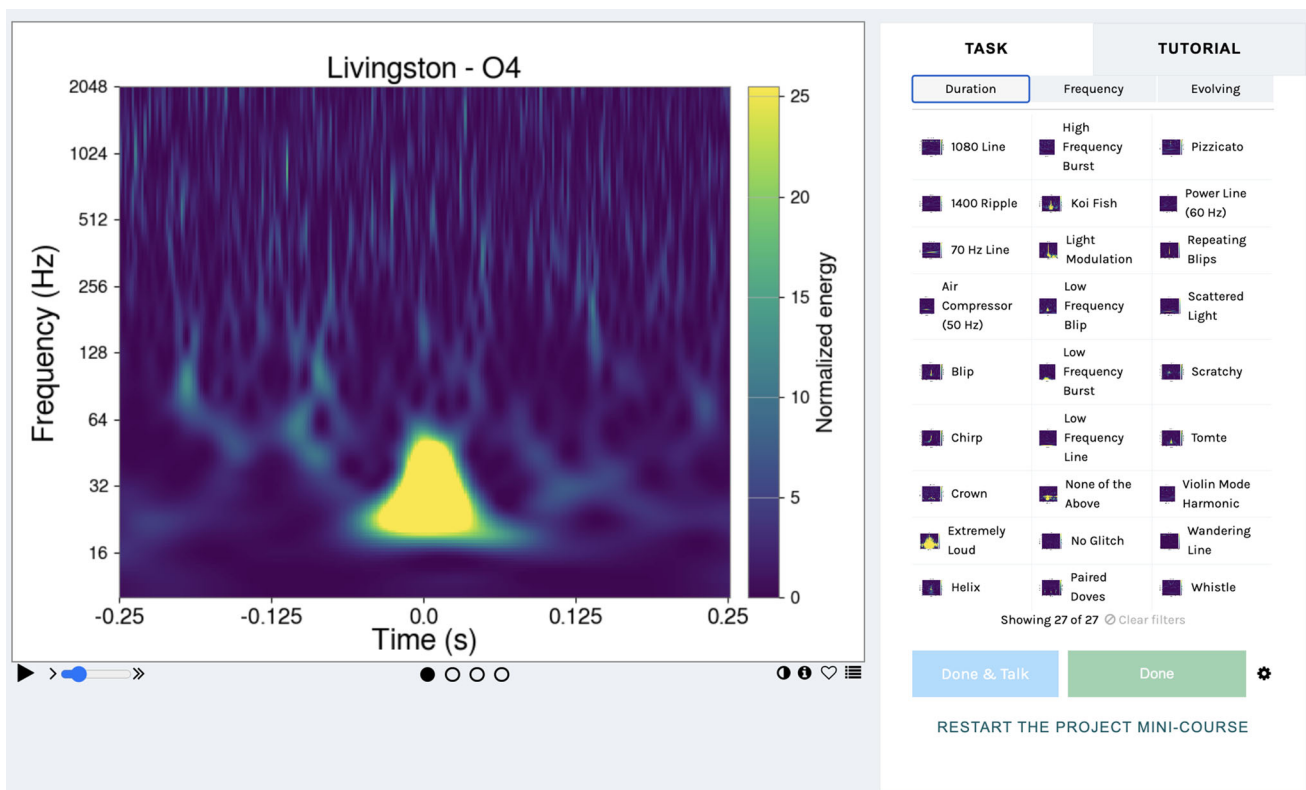 Livingston - O4
2048
1024
512
256
128
64
32
16
Frequency (Hz)
-0.25
-0.125
0.0
0.125
0.25
Time (s)
25
20
15
10
5
0
Normalized energy
TASK
TUTORIAL
Duration
Frequency
Evolving
1080 Line
High
Frequency
Burst
Pizzicato
1400 Ripple
Koi Fish
Power Line
(60 Hz)
70 Hz Line
Light
Modulation
Repeating
Blips
Air
Compressor
(50 Hz)
Low
Frequency
Blip
Scattered
Light
Blip
Low
Frequency
Burst
Scratchy
Chirp
Low
Frequency
Line
Tomte
Crown
None of the
Above
Violin Mode
Harmonic
Extremely
Loud
No Glitch
Wandering
Line
Helix
Paired
Doves
Whistle
Showing 27 of 27 Clear filters
Done & Talk
Done
RESTART THE PROJECT MINI-COURSE